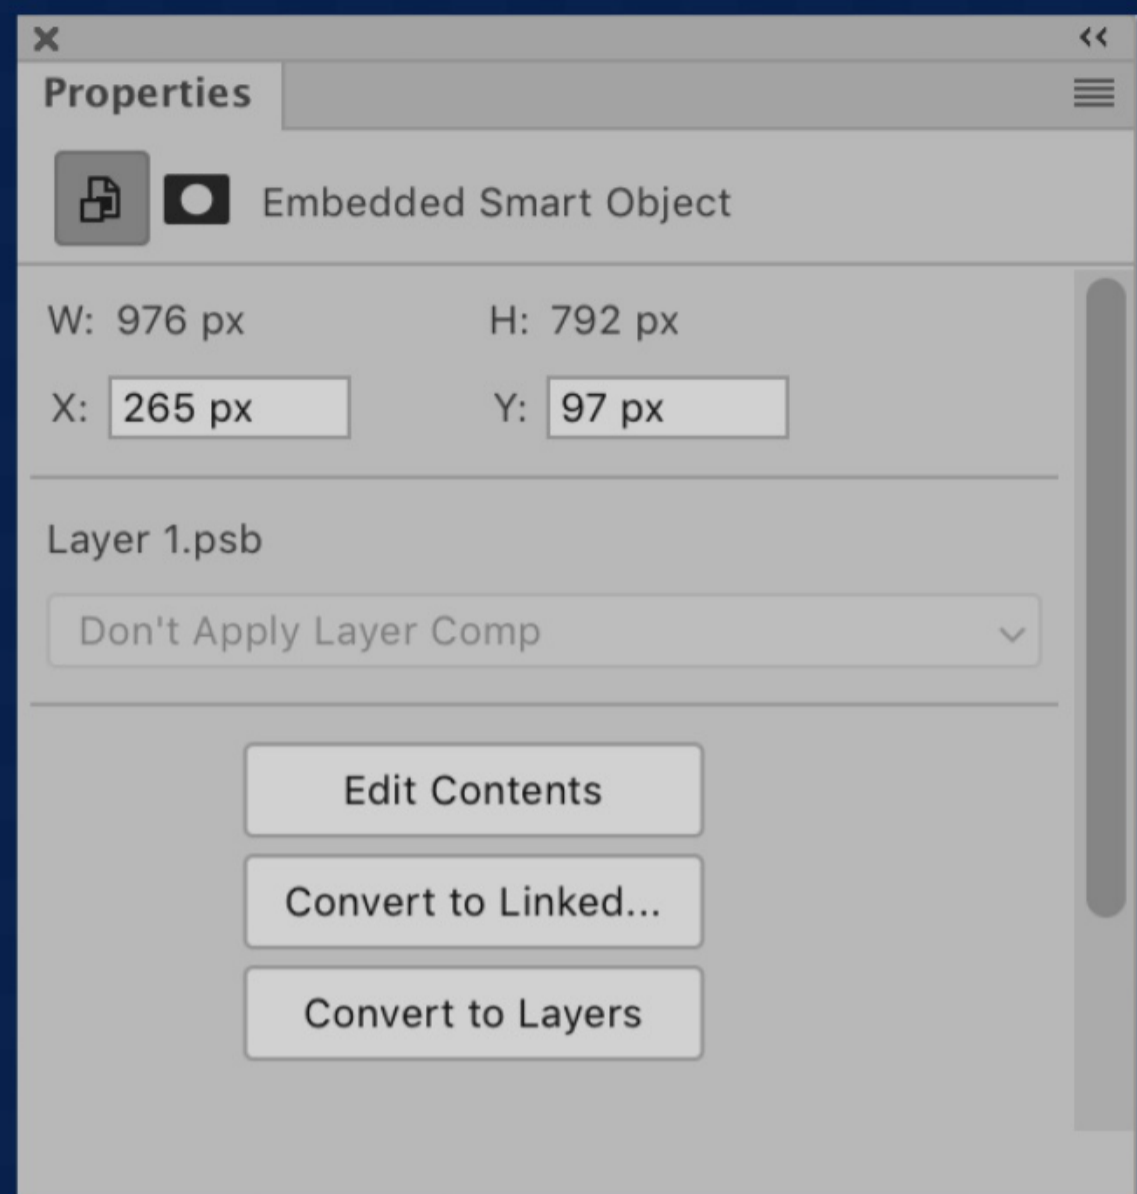 Properties
Embedded Smart Object
W: 976 px H: 792 px
X: 265 px Y: 97 px
Layer 1.psb
Don't Apply Layer Comp
Edit Contents
Convert to Linked...
Convert to Layers